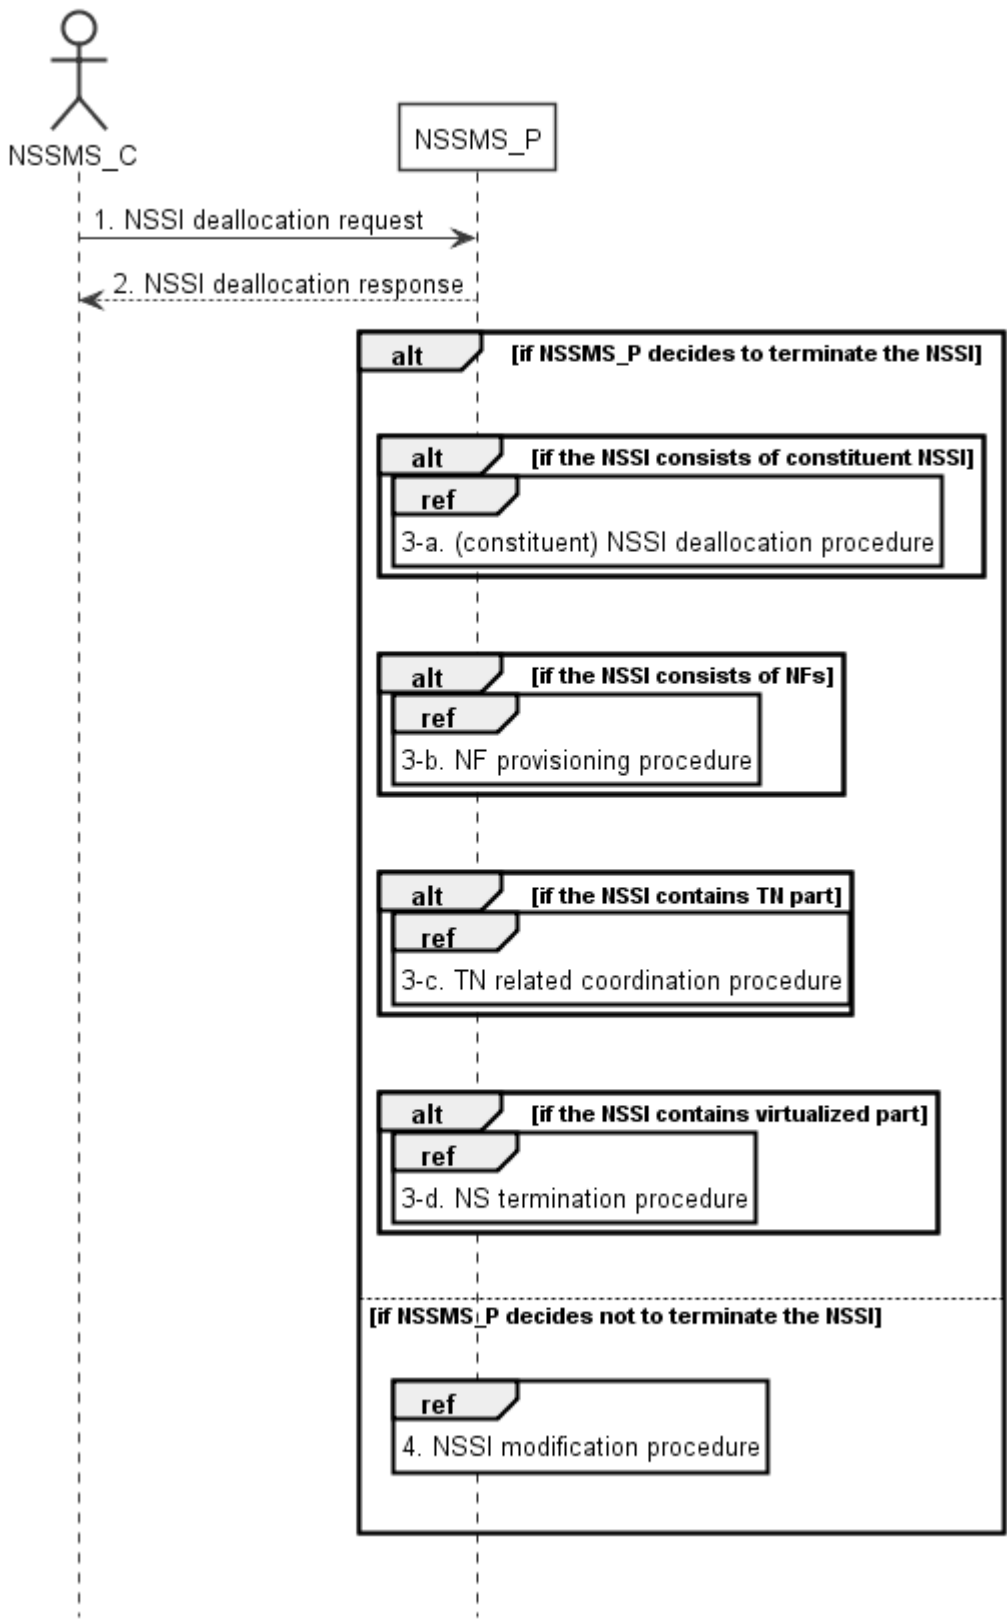 NSSMS_C
NSSMS_P
1. NSSI deallocation request
2. NSSI deallocation response
alt [if NSSMS_P decides to terminate the NSSI]
alt [if the NSSI consists of constituent NSSI]
ref
3-a. (constituent) NSSI deallocation procedure
alt [if the NSSI consists of NFs]
ref
3-b. NF provisioning procedure
alt [if the NSSI contains TN part]
ref
3-c. TN related coordination procedure
alt [if the NSSI contains virtualized part]
ref
3-d. NS termination procedure
[if NSSMS_P decides not to terminate the NSSI]
ref
4. NSSI modification procedure